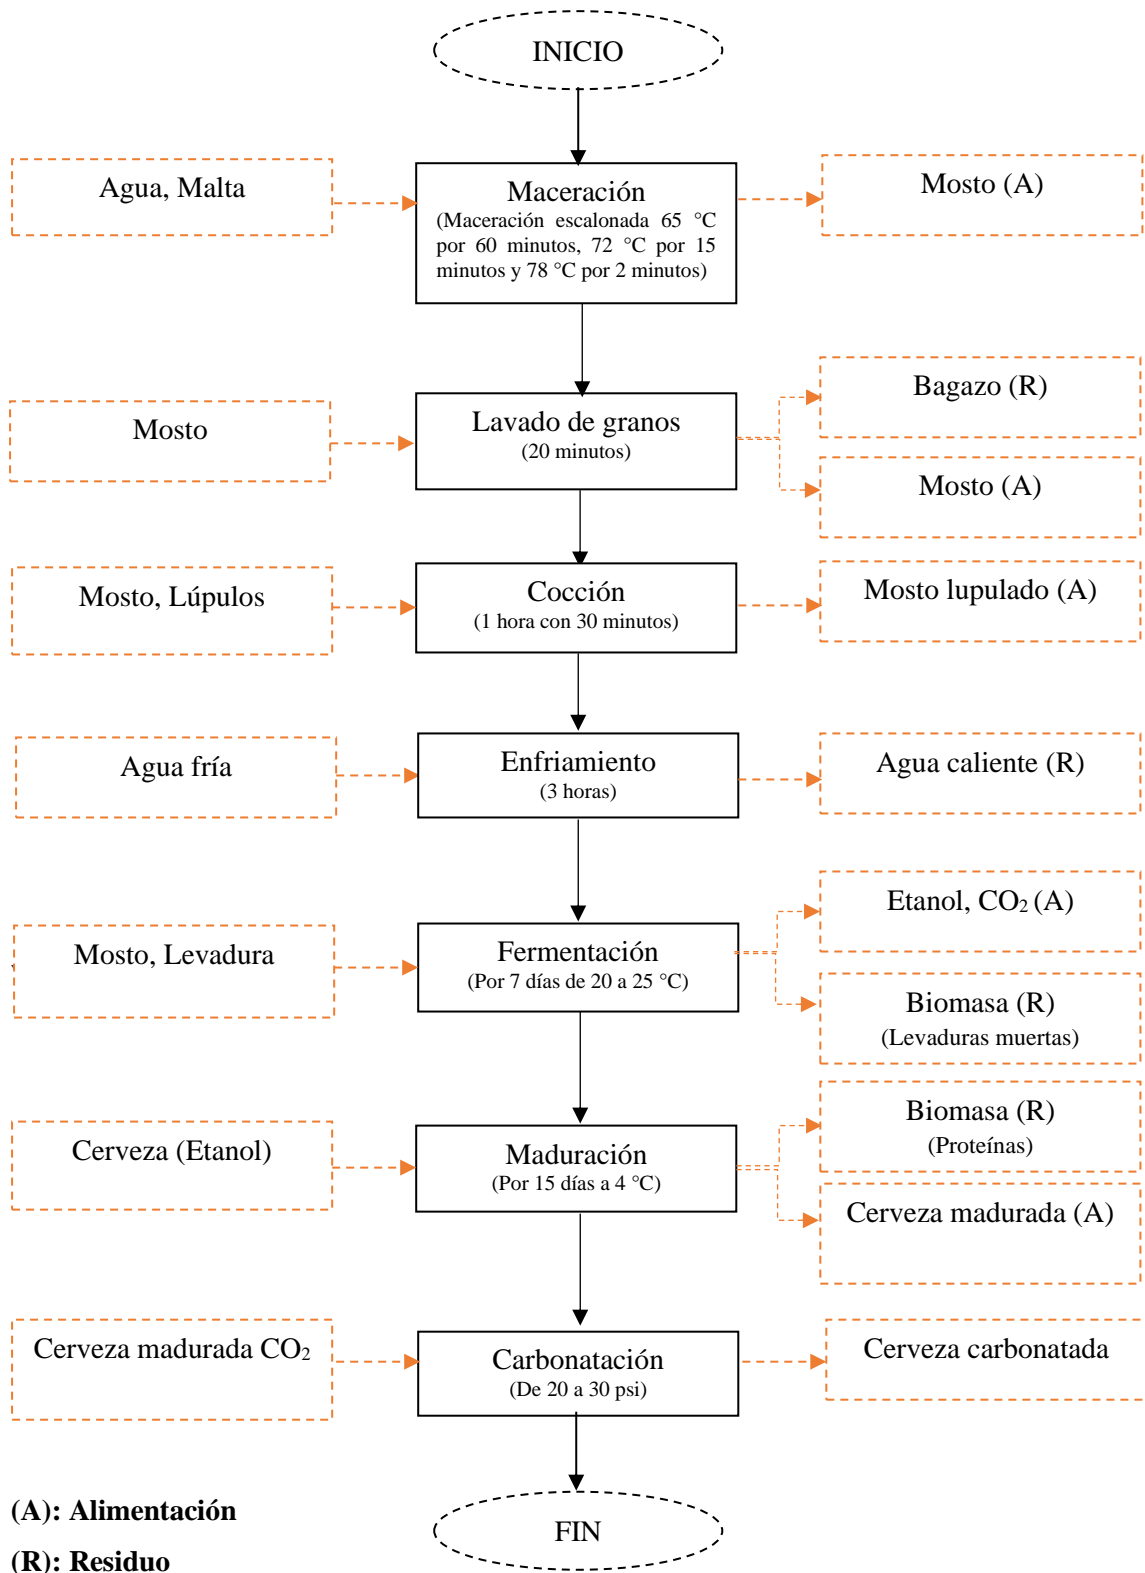 INICIO
Agua, Malta
Maceración
(Maceración escalonada 65 °C
por 60 minutos, 72 °C por 15
minutos y 78 °C por 2 minutos)
Mosto (A)
Mosto
Lavado de granos
(20 minutos)
Bagazo (R)
Mosto (A)
Mosto, Lúpulos
Cocción
(1 hora con 30 minutos)
Mosto lupulado (A)
Agua fría
Enfriamiento
(3 horas)
Agua caliente (R)
Mosto, Levadura
Fermentación
(Por 7 días de 20 a 25 °C)
Etanol, CO₂ (A)
Biomasa (R)
(Levaduras muertas)
Cerveza (Etanol)
Maduración
(Por 15 días a 4 °C)
Biomasa (R)
(Proteínas)
Cerveza madurada (A)
Cerveza madurada CO₂
Carbonatación
(De 20 a 30 psi)
Cerveza carbonatada
FIN
(A): Alimentación
(R): Residuo